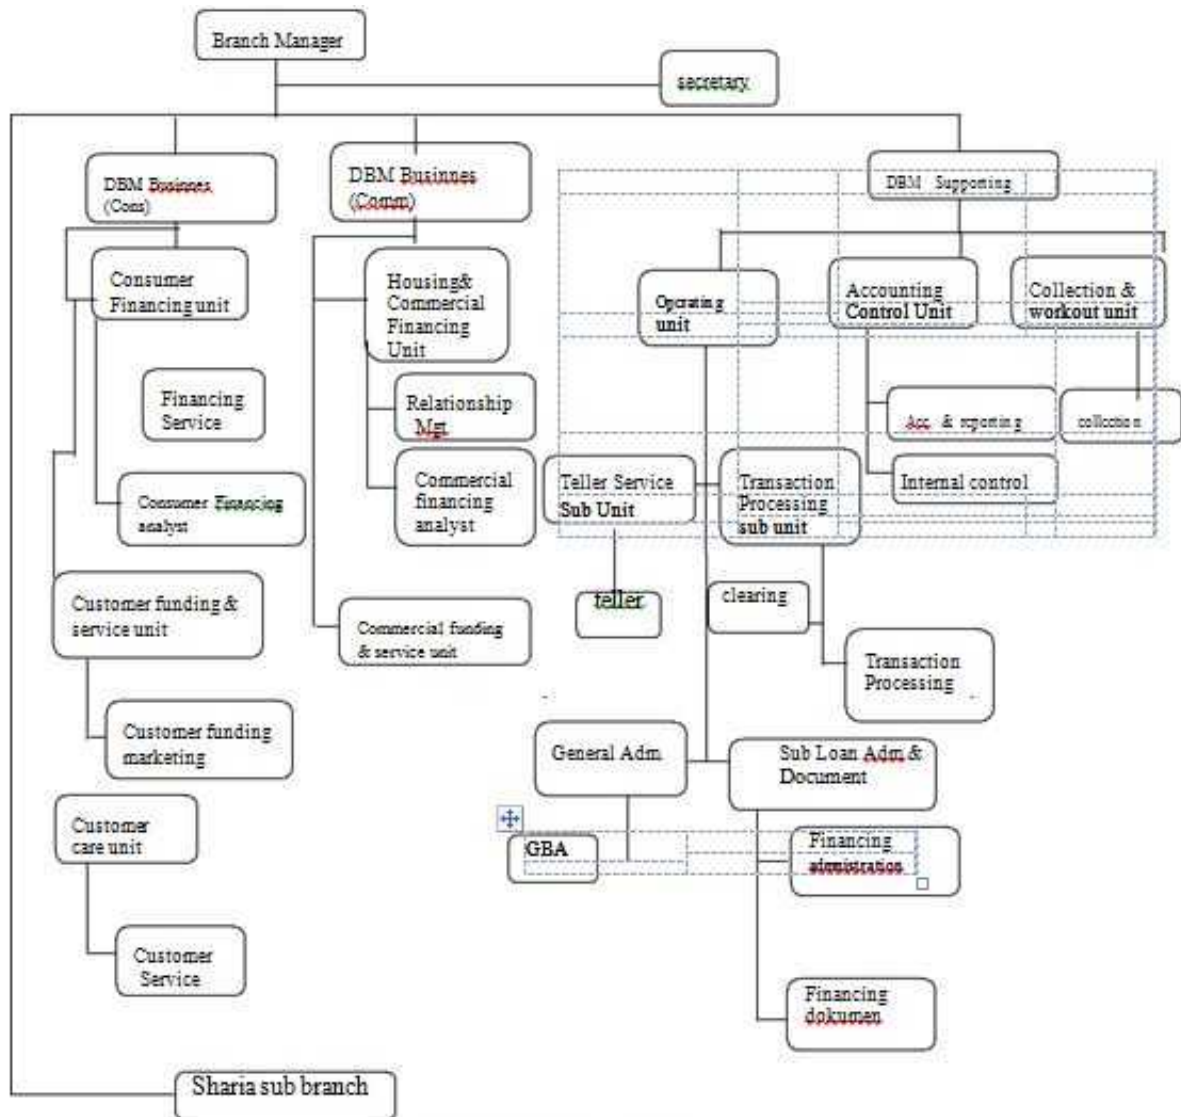 Branch Manager
secretary
DBM Businnes
(Cons)
DBM Businnes
(Comm)
DBM Supporting
Consumer
Financing unit
Housing&
Commercial
Financing
Unit
Operating
unit
Accounting
Control Unit
Collection &
workout unit
Financing
Service
Relationship
Mgt
Acc & reporting
collection
Consumer Financing
analyst
Commercial
financing
analyst
Teller Service
Sub Unit
Transaction
Processing
sub unit
Internal control
Customer funding &
service unit
Commercial funding
& service unit
teller
clearing
Transaction
Processing
Customer funding
marketing
General Adm
Sub Loan Adm &
Document
Customer
care unit
GBA
Financing
administration
Customer
Service
Financing
dokumen
Sharia sub branch